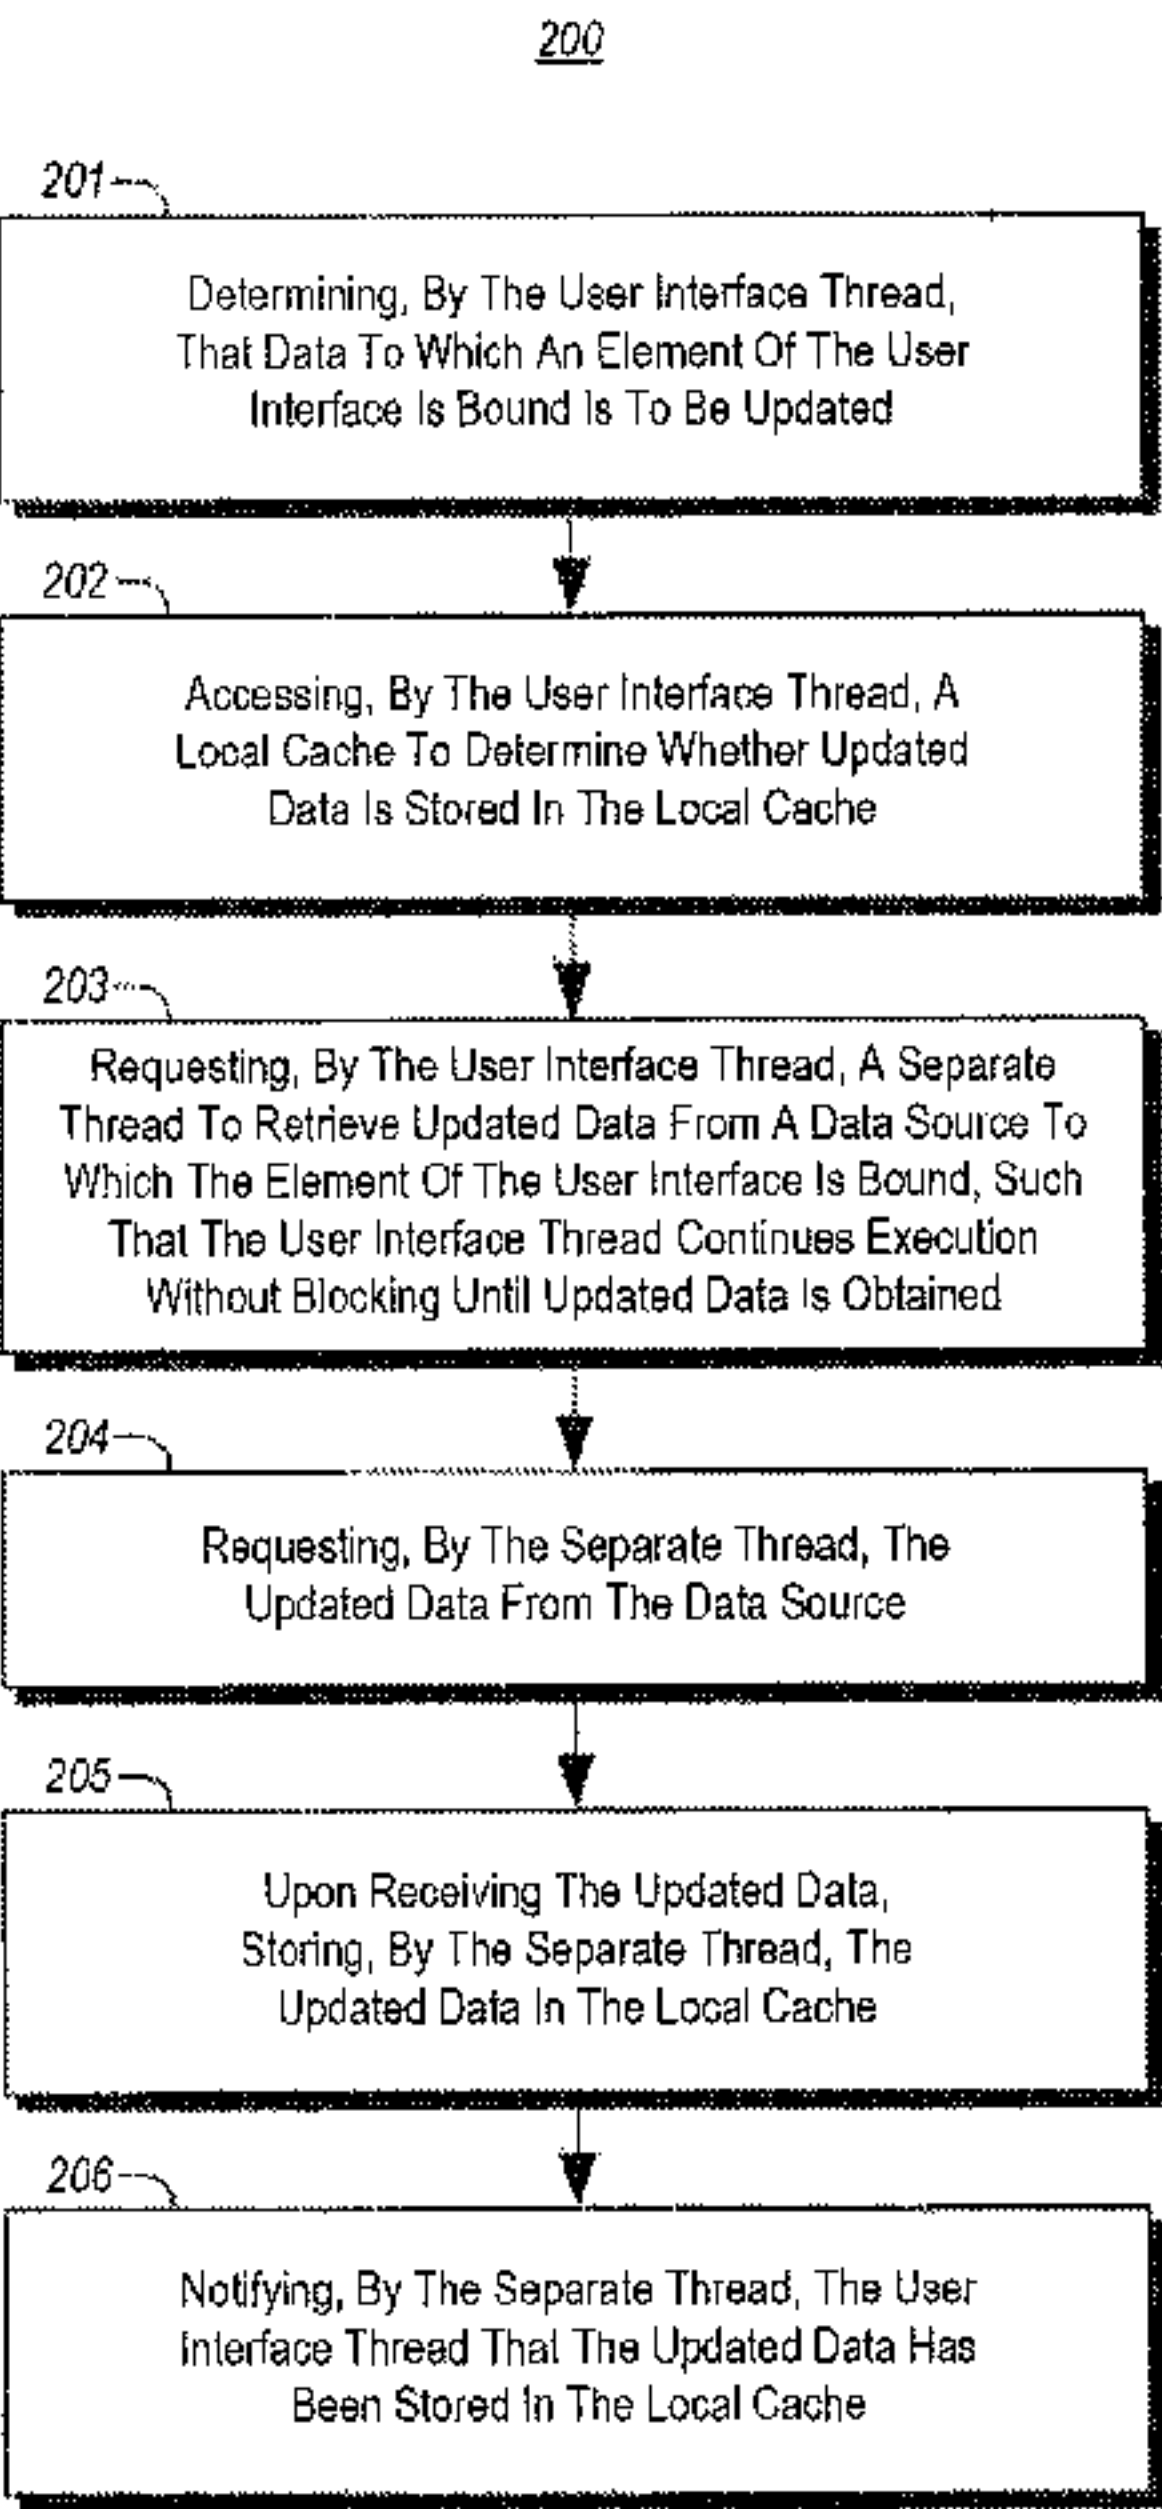 200
201
Determining, By The User Interface Thread,
That Data To Which An Element Of The User
Interface Is Bound Is To Be Updated
202
Accessing, By The User Interface Thread, A
Local Cache To Determine Whether Updated
Data Is Stored In The Local Cache
203
Requesting, By The User Interface Thread, A Separate
Thread To Retrieve Updated Data From A Data Source To
Which The Element Of The User Interface Is Bound, Such
That The User Interface Thread Continues Execution
Without Blocking Until Updated Data Is Obtained
204
Requesting, By The Separate Thread, The
Updated Data From The Data Source
205
Upon Receiving The Updated Data,
Storing, By The Separate Thread, The
Updated Data In The Local Cache
206
Notifying, By The Separate Thread, The User
Interface Thread That The Updated Data Has
Been Stored In The Local Cache